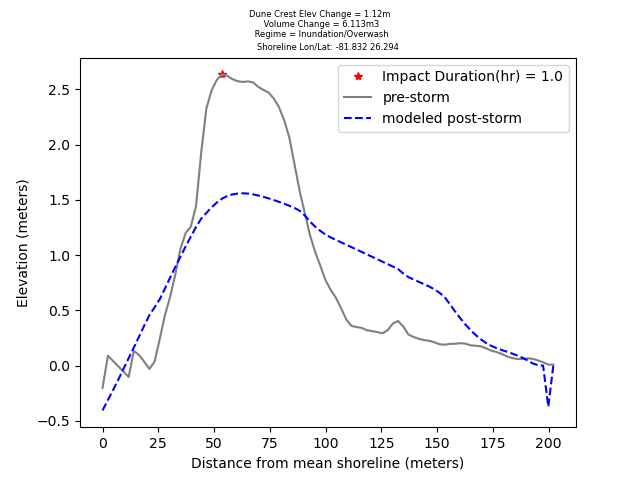 Dune Crest Elev Change = 1.12m
Volume Change = 6.113m3
Regime = Inundation/Overwash
Shoreline Lon/Lat: -81.832 26.294
Impact Duration(hr) = 1.0
pre-storm
modeled post-storm
Elevation (meters)
2.5
2.0
1.5
1.0
0.5
0.0
−0.5
0 25 50 75 100 125 150 175 200
Distance from mean shoreline (meters)